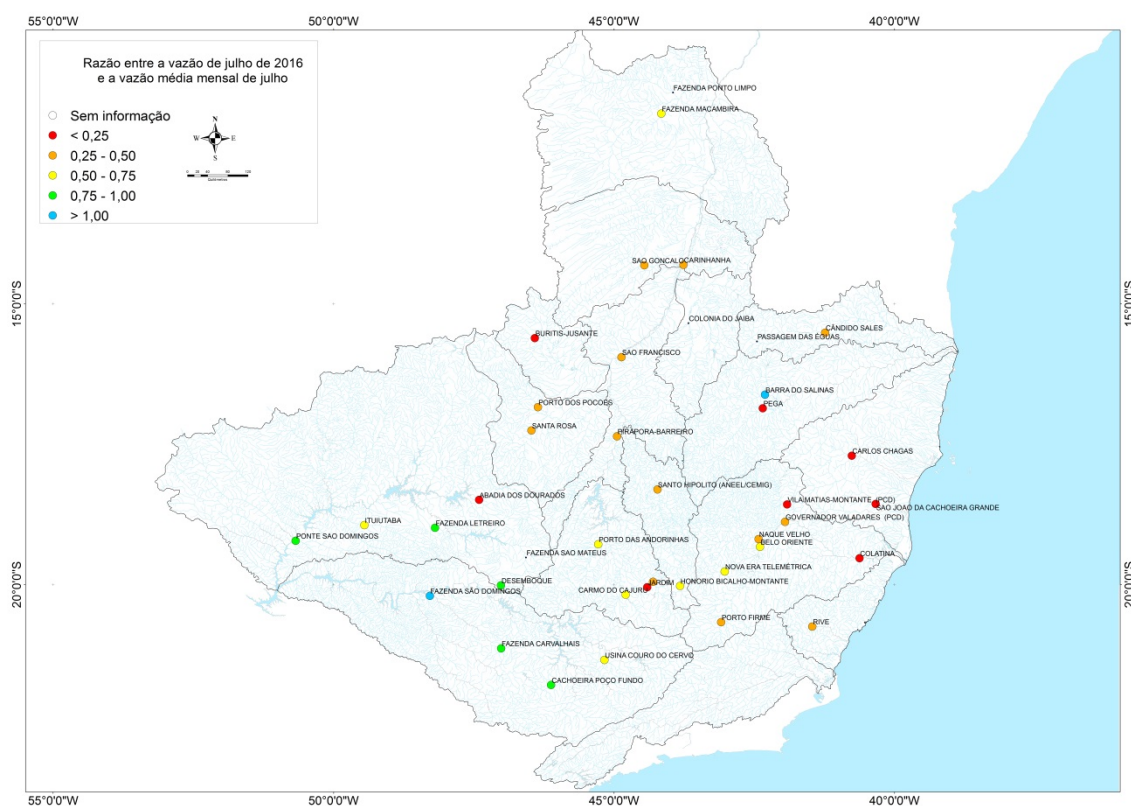 55°0'0"W
50°0'0"W
45°0'0"W
40°0'0"W
Razão entre a vazão de julho de 2016
e a vazão média mensal de julho
Sem informação
< 0,25
0,25 - 0,50
0,50 - 0,75
0,75 - 1,00
> 1,00
N
W E
S
FAZENDA PONTO LIMPO
FAZENDA MACAMBIRA
SAO GONCALO
CARINHANHA
15°0'0"S
15°0'0"S
COLONIA DO JAIBA
CÂNDIDO SALES
BURITIS-JUSANTE
PASSAGEM DAS ÉGUAS
SAO FRANCISCO
BARRA DO SALINAS
PORTO DOS POCOES
PEGA
SANTA ROSA
PIRAPORA-BARREIRO
CARLOS CHAGAS
SANTO HIPOLITO (ANEEL/CEMIG)
ABADIA DOS DOURADOS
VILA MATIAS-MONTANTE (PCD)
SAO JOAO DA CACHOEIRA GRANDE
GOVERNADOR VALADARES (PCD)
ITUIUTABA
FAZENDA LETREIRO
PONTE SAO DOMINGOS
NAQUE VELHO
PORTO DAS ANDORINHAS
BELO ORIENTE
FAZENDA SAO MATEUS
COLATINA
NOVA ERA TELEMÉTRICA
DESEMBOQUE
JARDIM
HONORIO BICALHO-MONTANTE
FAZENDA SÃO DOMINGOS
CARMO DO CAJURU
20°0'0"S
20°0'0"S
PORTO FIRME
RIVE
FAZENDA CARVALHAIS
USINA COURO DO CERVO
CACHOEIRA POÇO FUNDO
55°0'0"W
50°0'0"W
45°0'0"W
40°0'0"W